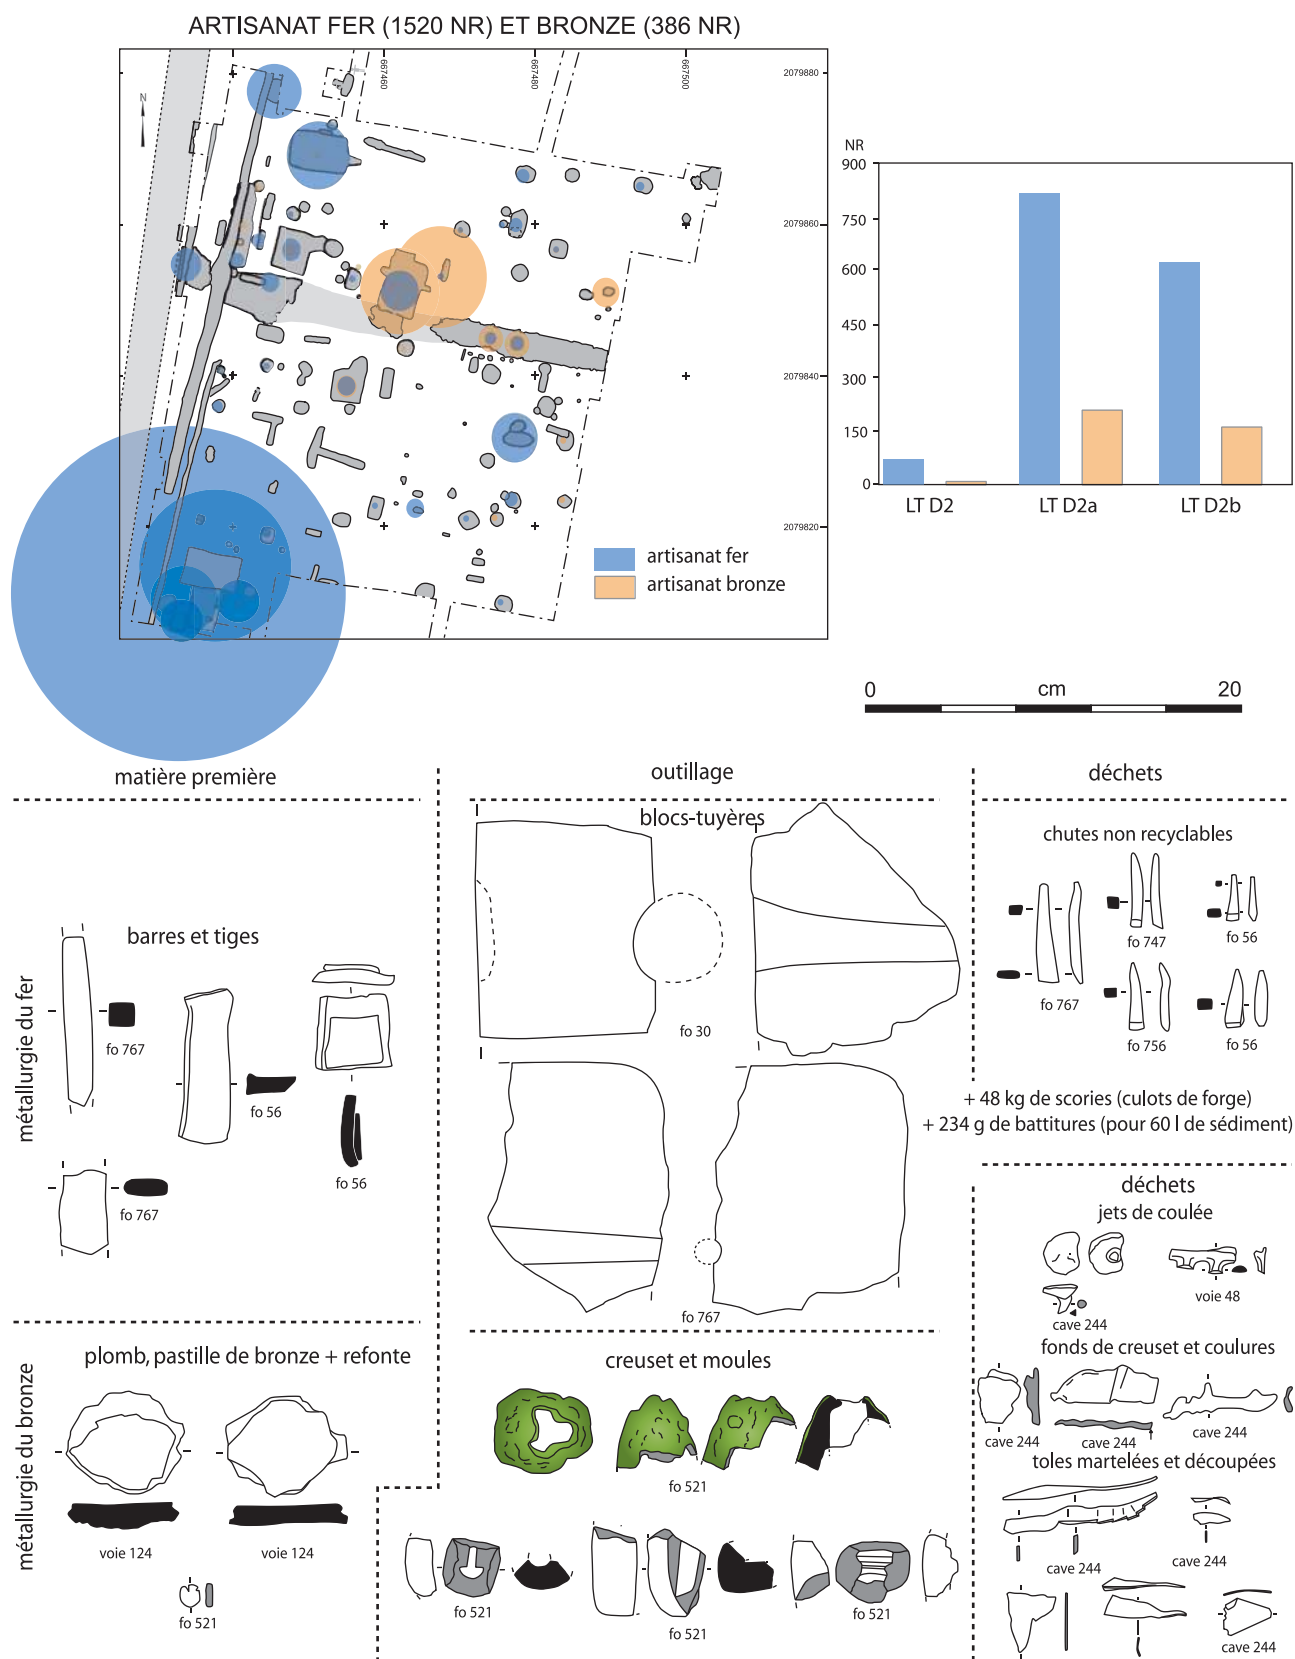 ARTISANAT FER (1520 NR) ET BRONZE (386 NR)
667460
667480
667500
2079880
2079860
2079840
2079820
N
artisanat fer
artisanat bronze
NR
900
750
600
450
300
150
0
LT D2
LT D2a
LT D2b
0 cm 20
matière première
outillage
déchets
métallurgie du fer
barres et tiges
fo 767
fo 56
fo 56
fo 767
blocs-tuyères
fo 30
fo 767
chutes non recyclables
fo 767
fo 747
fo 56
fo 756
fo 56
+ 48 kg de scories (culots de forge)
+ 234 g de battitures (pour 60 l de sédiment)
métallurgie du bronze
plomb, pastille de bronze + refonte
voie 124
voie 124
fo 521
creuset et moules
fo 521
fo 521
fo 521
fo 521
déchets
jets de coulée
cave 244
voie 48
fonds de creuset et coulures
cave 244
cave 244
cave 244
toles martelées et découpées
cave 244
cave 244
cave 244